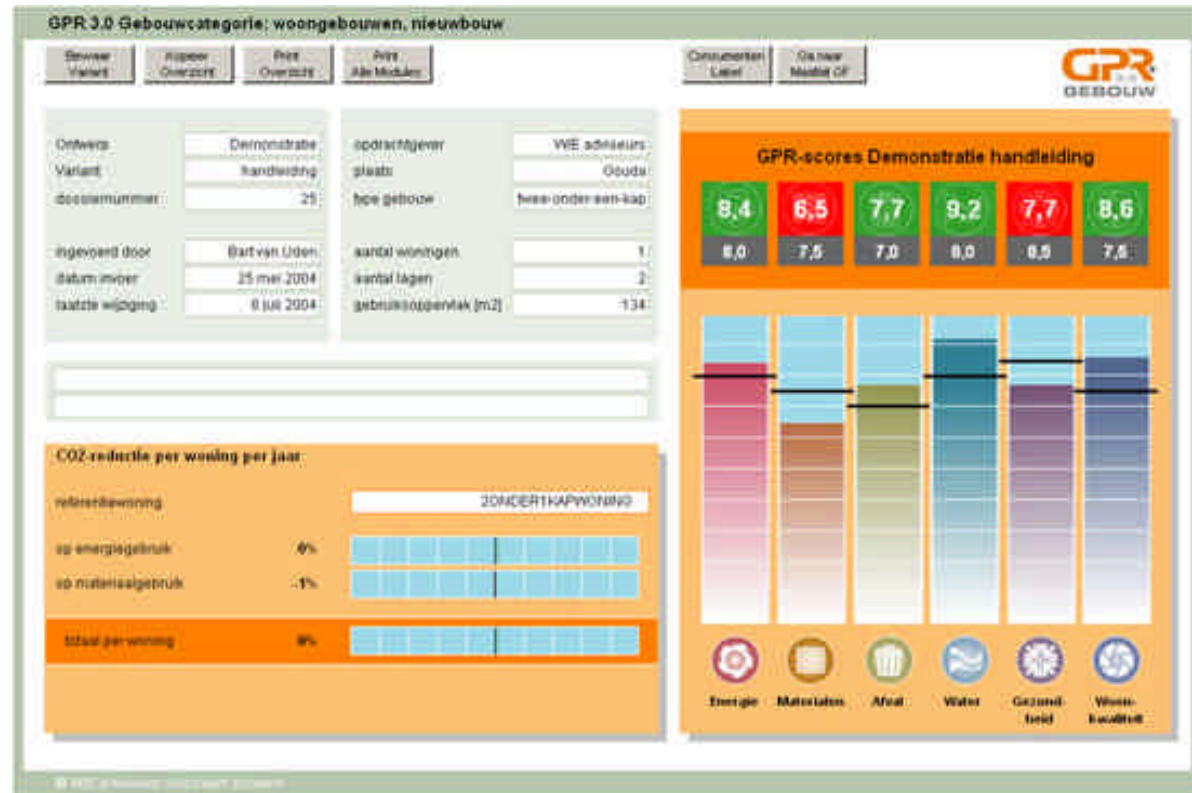 GPR 3.0 Gebouwcategorie: woongebouwen, nieuwbouw
Bewaar Variant
Kopieer Overzicht
Print Overzicht
Print Alle Modules
Consumenten Label
Ga naar
GPR
GEBOUW
Ontwerp Demonstratie
Variant handleiding
dossiernummer 25
ingevoerd door Bart van Uden
datum invoer 25 mei 2004
laatste wijziging 8 juli 2004
opdrachtgever W/E adviseurs
plaats Gouda
type gebouw twee-onder-een-kap
aantal woningen 1
aantal lagen 2
gebruiksoppervlak [m2] 134
GPR-scores Demonstratie handleiding
8,4 6,5 7,7 9,2 7,7 8,6
8,0 7,5 7,0 8,0 8,5 7,5
CO2-reductie per woning per jaar
referentiewoning 2ONDER1KAPWONING
op energiegebruik 0%
op materiaalgebruik -1%
totaal per woning 0%
Energie
Materialen
Afval
Water
Gezond-
heid
Woon-
kwaliteit